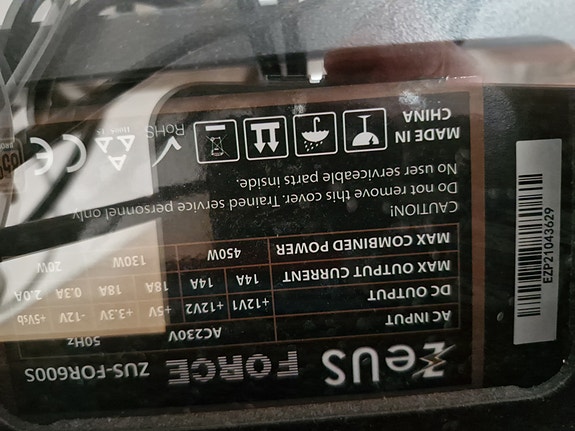 ZEUS FORCE ZUS-FOR600S
AC INPUT AC230V 50Hz
DC OUTPUT +12V1 +12V2 +5V +3.3V -12V +5Vsb
MAX OUTPUT CURRENT 14A 14A 18A 18A 0.3A 2.0A
MAX COMBINED POWER 450W 130W 20W
CAUTION!
Do not remove this cover. Trained service personnel only
No user serviceable parts inside.
MADE IN
CHINA
RoHS
CE
EZP21043629